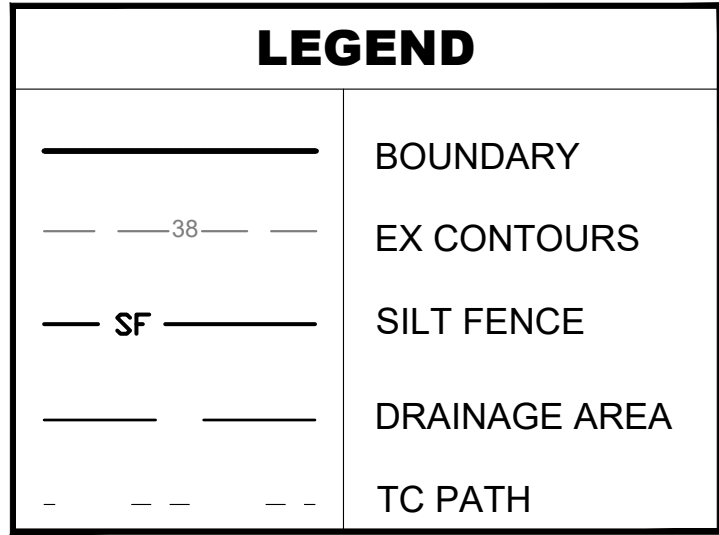 LEGEND
BOUNDARY
38
EX CONTOURS
SF
SILT FENCE
DRAINAGE AREA
TC PATH